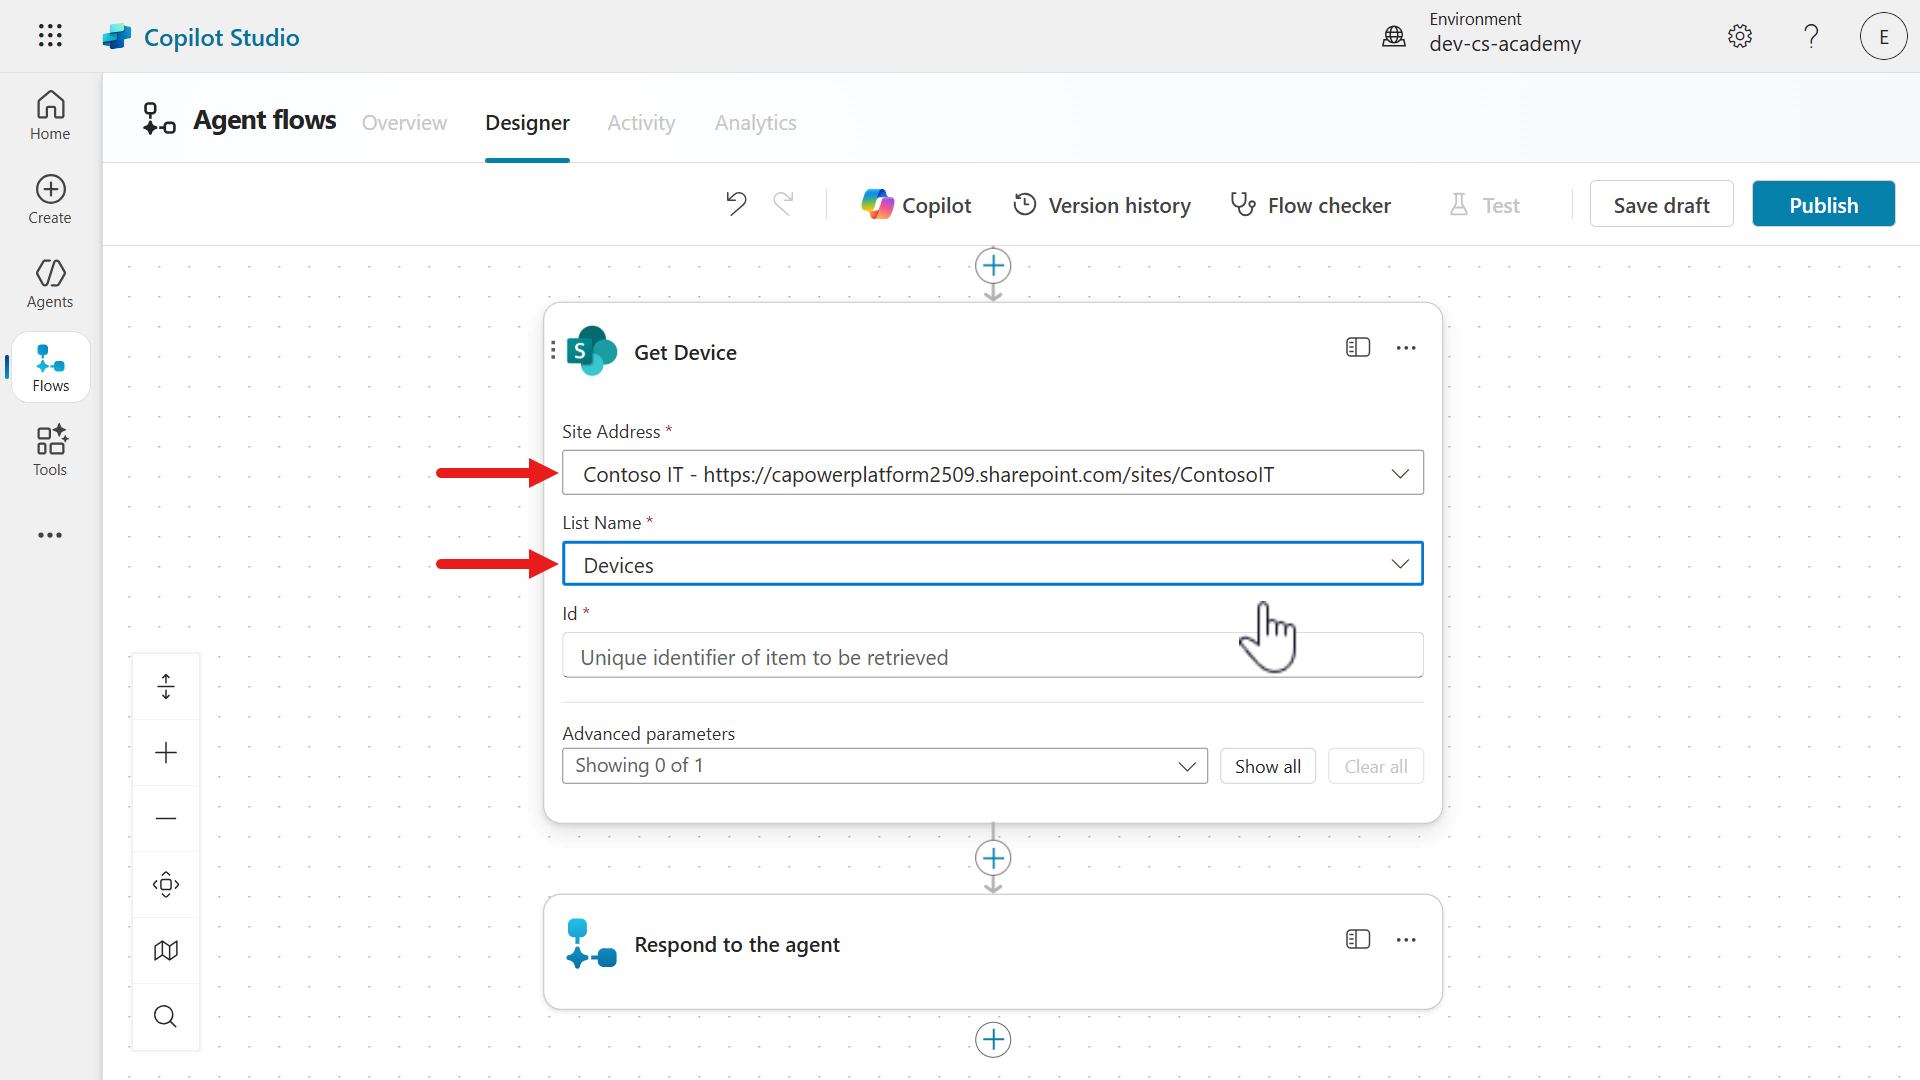 Copilot Studio
Environment
dev-cs-academy
E
Home
Create
Agents
Flows
Tools
Agent flows
Overview
Designer
Activity
Analytics
Copilot
Version history
Flow checker
Test
Save draft
Publish
S
Get Device
Site Address *
Contoso IT - https://capowerplatform2509.sharepoint.com/sites/ContosoIT
List Name *
Devices
Id *
Unique identifier of item to be retrieved
Advanced parameters
Showing 0 of 1
Show all
Clear all
Respond to the agent